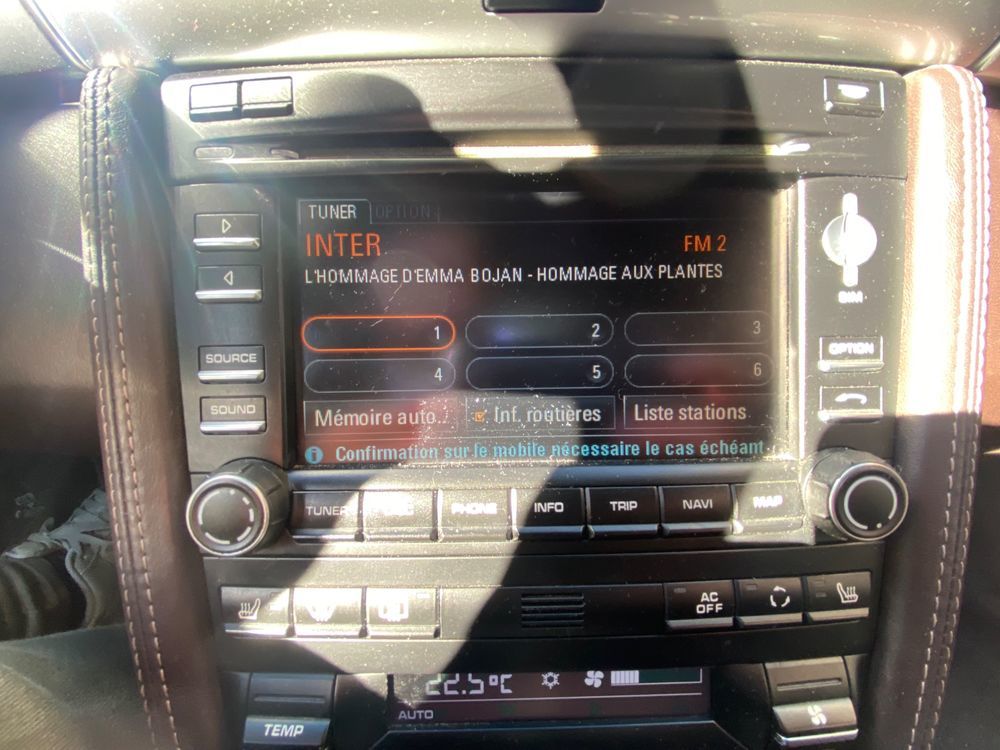 TUNER OPTION
INTER FM 2
L'HOMMAGE D'EMMA BOJAN - HOMMAGE AUX PLANTES
1 2 3
4 5 6
Mémoire auto. Inf. routières Liste stations
Confirmation sur le mobile nécessaire le cas échéant
SOURCE
SOUND
SIM
OPTION
TUNER PHONE INFO TRIP NAVI MAP
AC
OFF
22.5°C
AUTO
TEMP